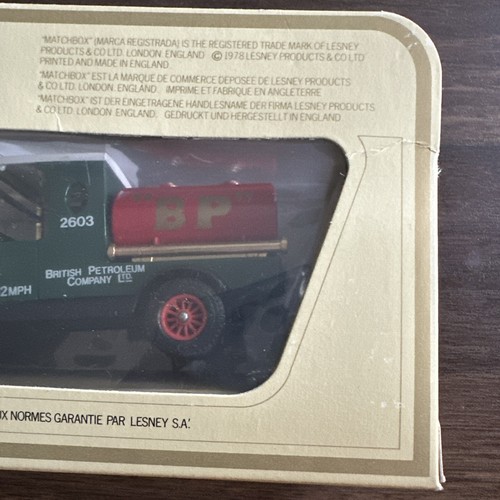 "MATCHBOX" (MARCA REGISTRADA) IS THE REGISTERED TRADE MARK OF LESNEY
PRODUCTS & CO LTD. LONDON. ENGLAND © 1978 LESNEY PRODUCTS & CO LTD
PRINTED AND MADE IN ENGLAND
"MATCHBOX" EST LA MARQUE DE COMMERCE DEPOSEE DE LESNEY PRODUCTS
& CO LTD. LONDON ENGLAND. IMPRIME ET FABRIQUE EN ANGLETERRE
"MATCHBOX" IST DER EINGETRAGENE HANDLESNAME DER FIRMA LESNEY PRODUCTS
& CO LTD. LONDON ENGLAND. GEDRUCKT UND HERGESTELLT IN ENGLAND
2603
"BP"
BRITISH PETROLEUM
COMPANY LTD.
2MPH
UX NORMES GARANTIE PAR LESNEY S.A.'